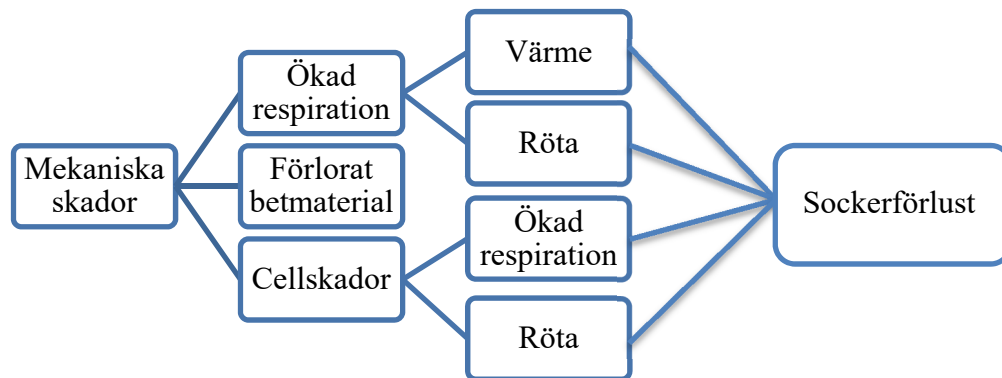 Mekaniska
skador
Ökad
respiration
Förlorat
betmaterial
Cellskador
Värme
Röta
Ökad
respiration
Röta
Sockerförlust